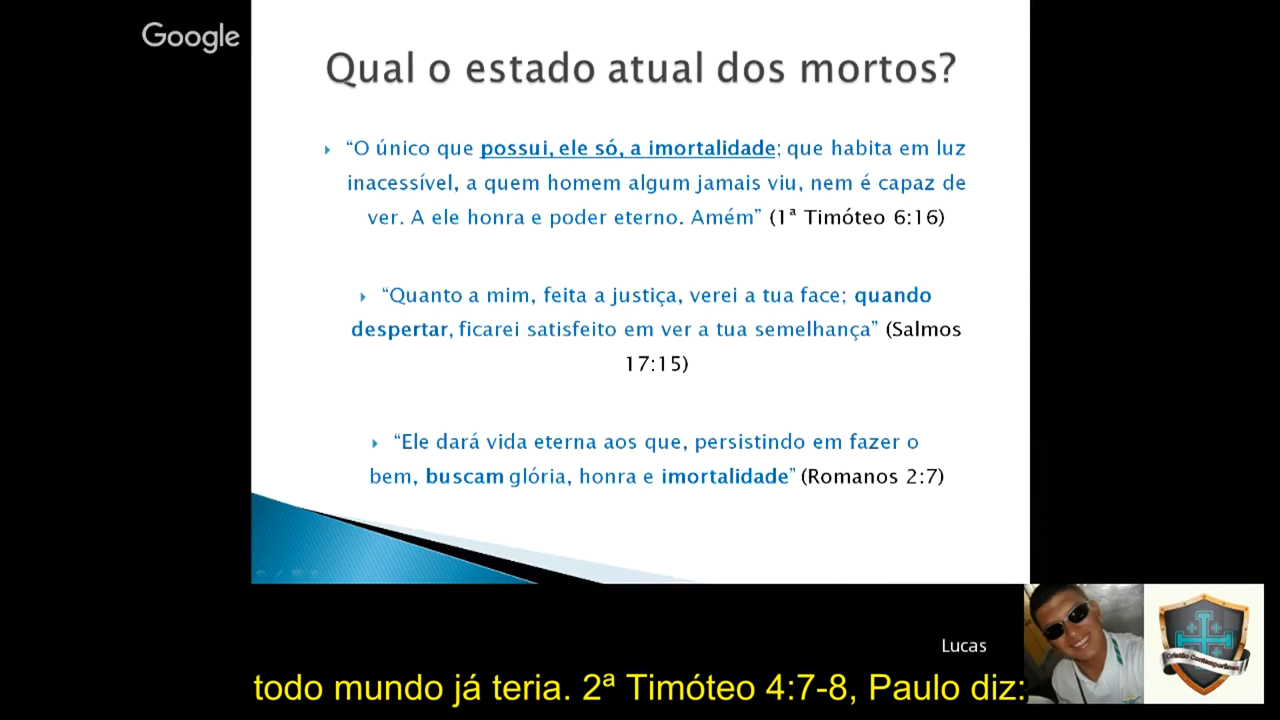 Google
Qual o estado atual dos mortos?
“O único que possui, ele só, a imortalidade; que habita em luz
inacessível, a quem homem algum jamais viu, nem é capaz de
ver. A ele honra e poder eterno. Amém” (1ª Timóteo 6:16)
“Quanto a mim, feita a justiça, verei a tua face; quando
despertar, ficarei satisfeito em ver a tua semelhança” (Salmos
17:15)
“Ele dará vida eterna aos que, persistindo em fazer o
bem, buscam glória, honra e imortalidade” (Romanos 2:7)
Lucas
Cristão Contemporâneo
todo mundo já teria. 2ª Timóteo 4:7-8, Paulo diz: